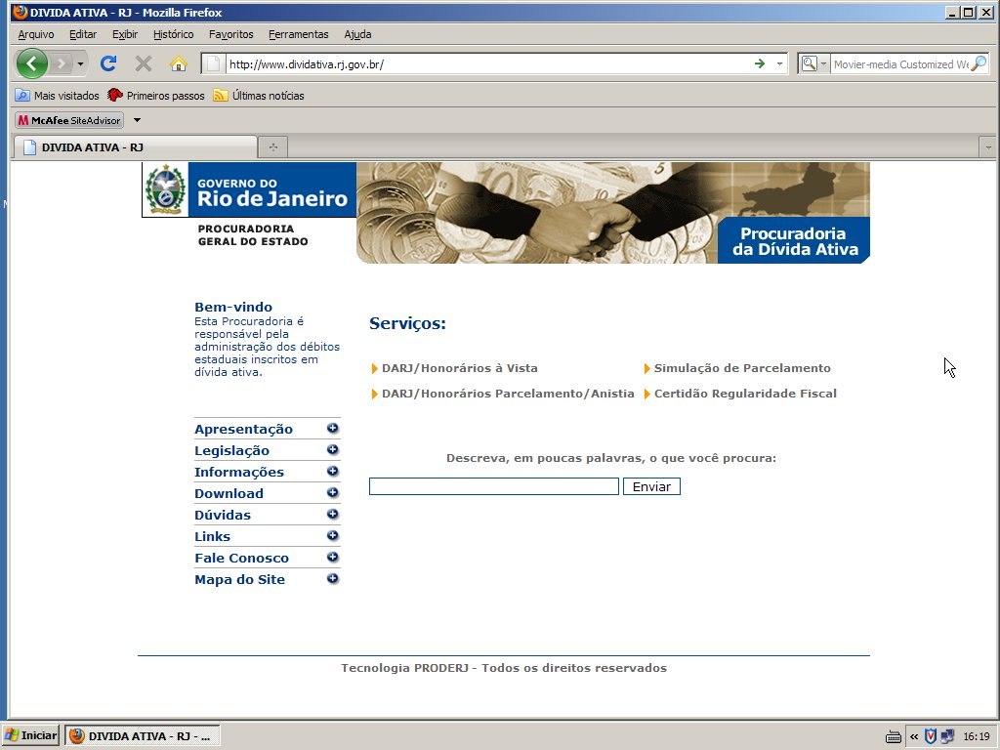 DIVIDA ATIVA - RJ - Mozilla Firefox
Arquivo Editar Exibir Histórico Favoritos Ferramentas Ajuda
http://www.dividativa.rj.gov.br/
Movier-media Customized We
Mais visitados Primeiros passos Últimas notícias
McAfee SiteAdvisor
DIVIDA ATIVA - RJ
GOVERNO DO
Rio de Janeiro
PROCURADORIA
GERAL DO ESTADO
5
Procuradoria
da Dívida Ativa
Bem-vindo
Esta Procuradoria é
responsável pela
administração dos débitos
estaduais inscritos em
dívida ativa.
Serviços:
DARJ/Honorários à Vista
Simulação de Parcelamento
DARJ/Honorários Parcelamento/Anistia
Certidão Regularidade Fiscal
Descreva, em poucas palavras, o que você procura:
Enviar
Apresentação
Legislação
Informações
Download
Dúvidas
Links
Fale Conosco
Mapa do Site
Tecnologia PRODERJ - Todos os direitos reservados
Iniciar
DIVIDA ATIVA - RJ - ...
16:19